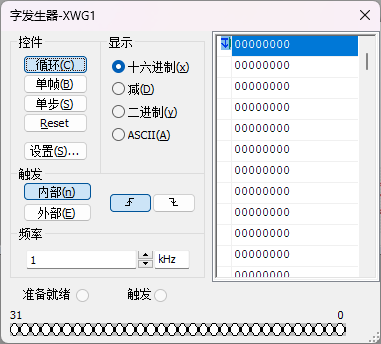 字发生器-XWG1
控件
循环(C)
单帧(B)
单步(S)
Reset
设置(S)...
显示
十六进制(x)
减(D)
二进制(y)
ASCII(A)
触发
内部(n)
外部(E)
频率
1
kHz
准备就绪
触发
31
0
00000000
00000000
00000000
00000000
00000000
00000000
00000000
00000000
00000000
00000000
00000000
00000000